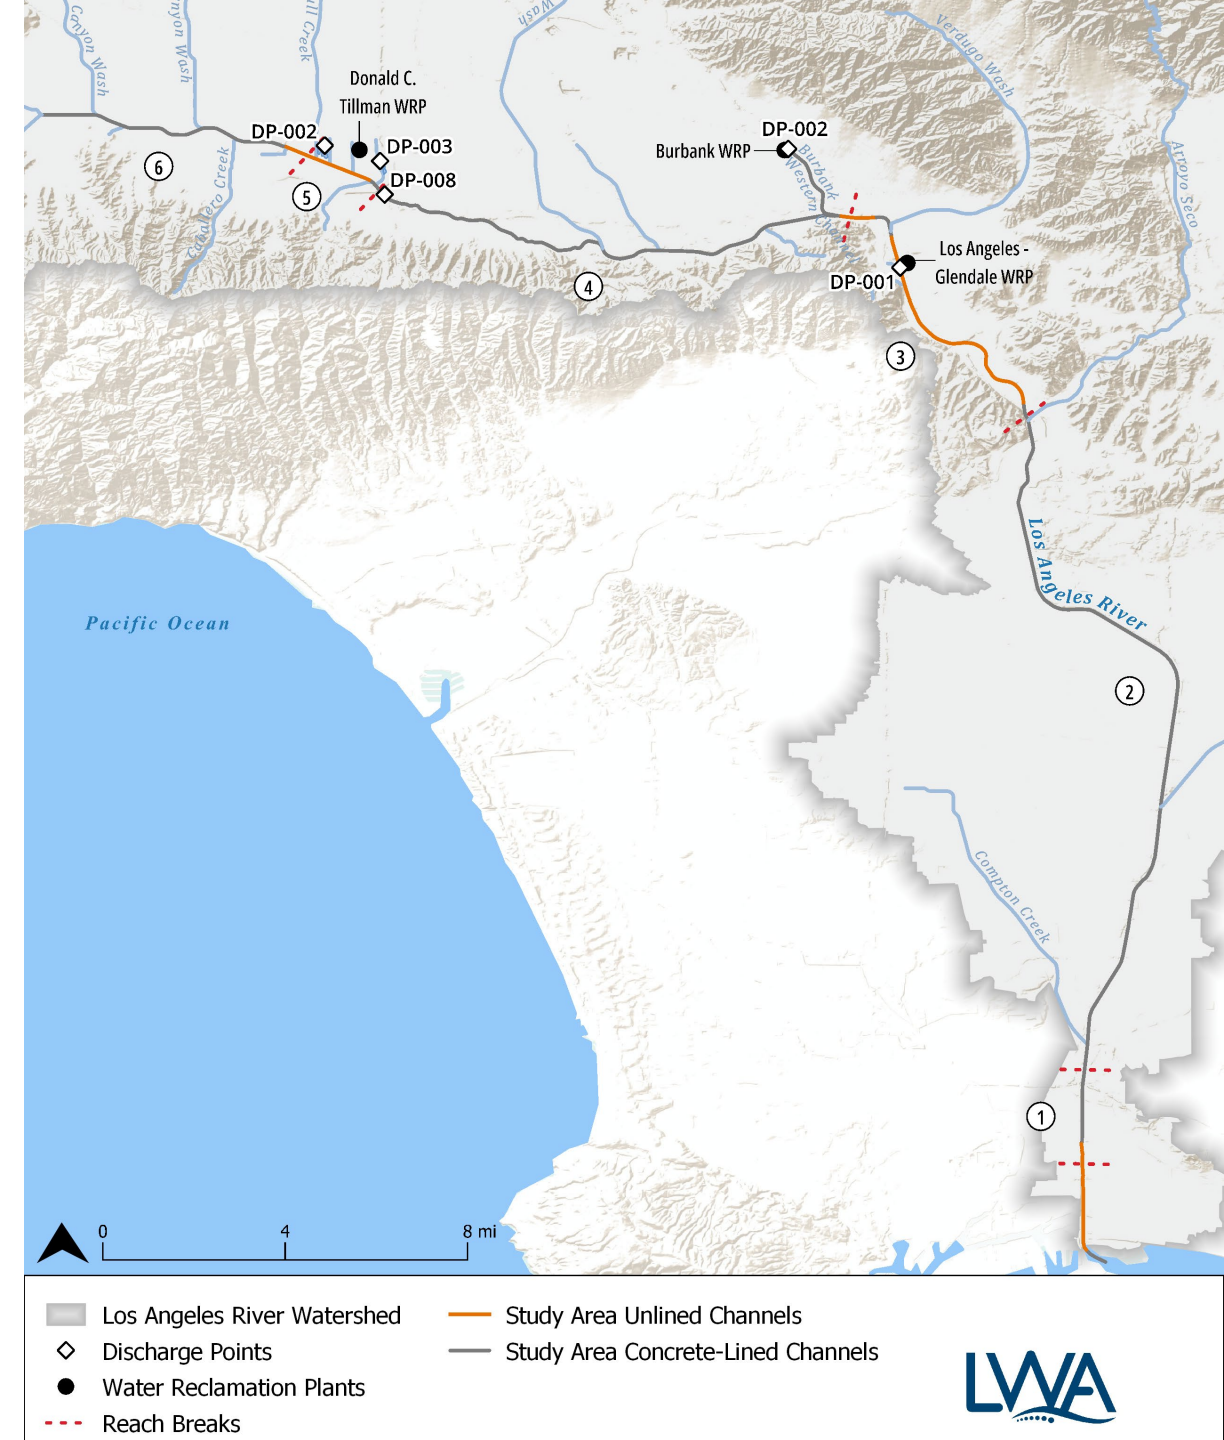 Canyon Wash
nyon Wash
ull Creek
Wash
Verdugo Wash
Donald C.
Tillman WRP
DP-002
DP-003
DP-008
DP-002
Burbank WRP
Burbank
Western Channel
Arroyo Seco
6
5
Caballero Creek
4
Los Angeles -
Glendale WRP
DP-001
3
Los Angeles River
Pacific Ocean
2
Compton Creek
1
0 4 8 mi
Los Angeles River Watershed
Discharge Points
Water Reclamation Plants
Reach Breaks
Study Area Unlined Channels
Study Area Concrete-Lined Channels
LWA